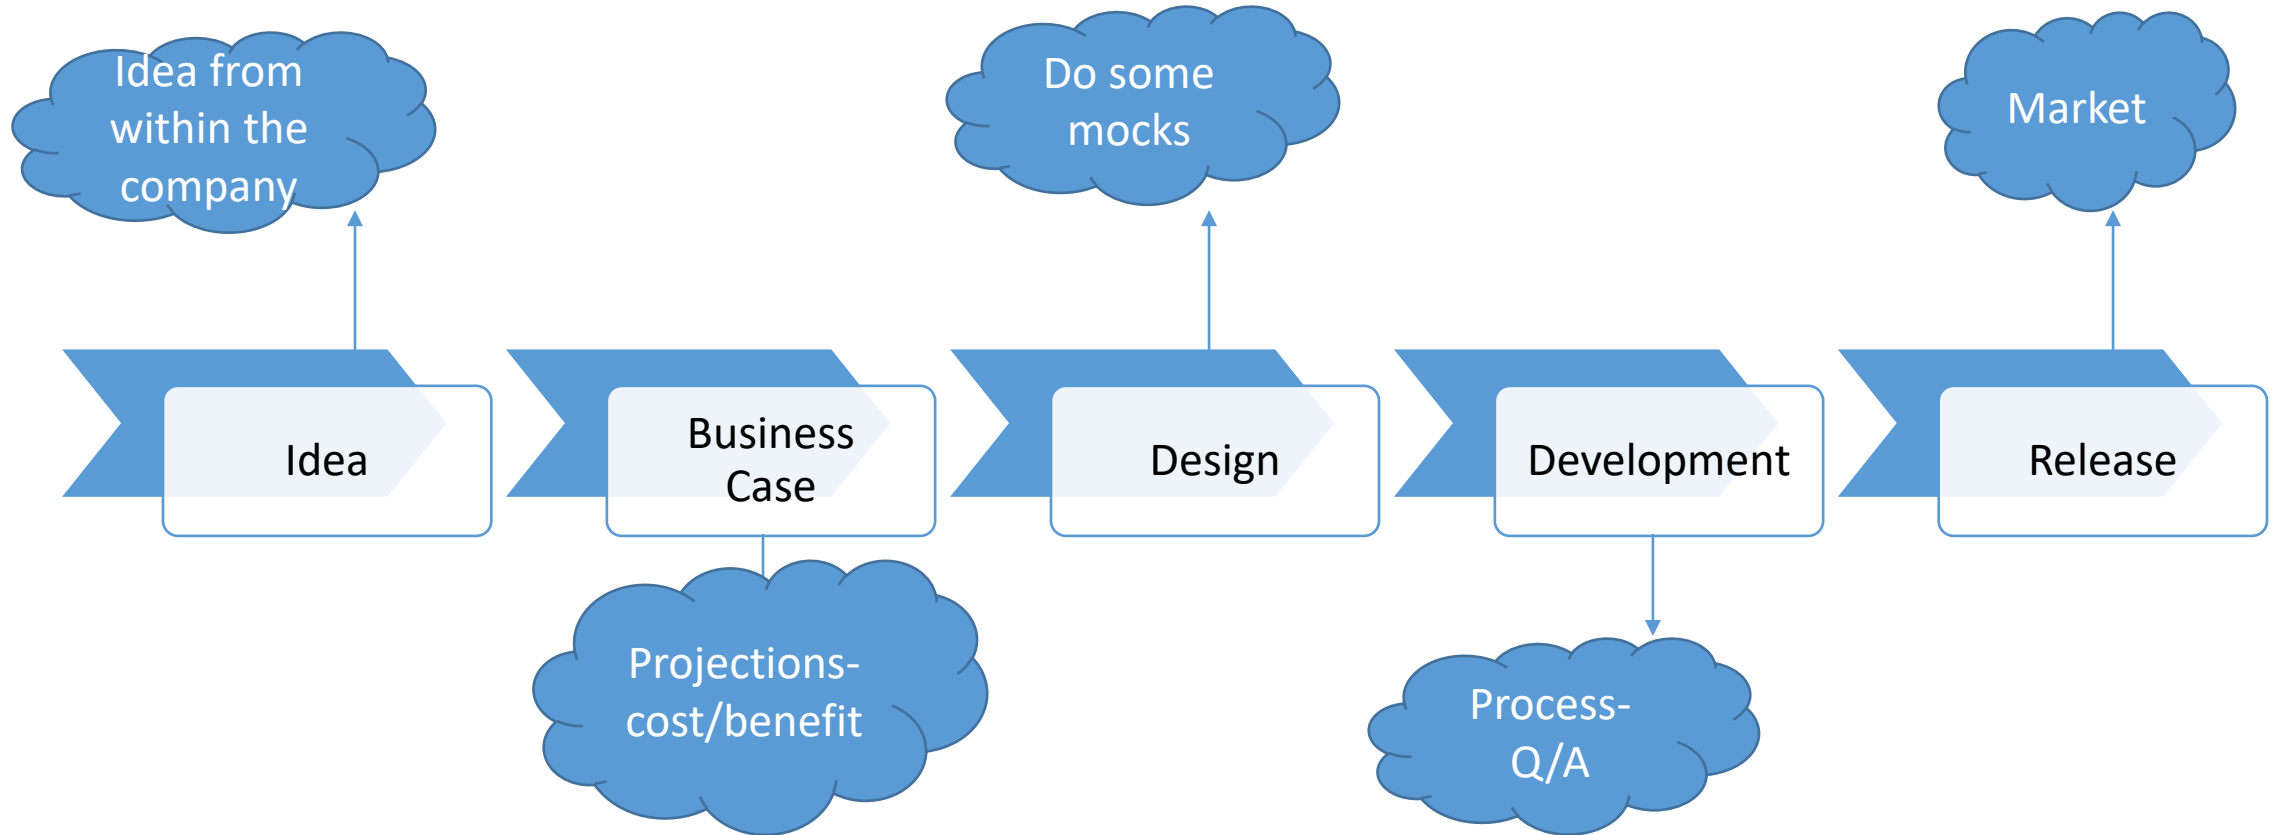 Idea from
within the
company
Do some
mocks
Market
Idea
Business
Case
Design
Development
Release
Projections-
cost/benefit
Process-
Q/A